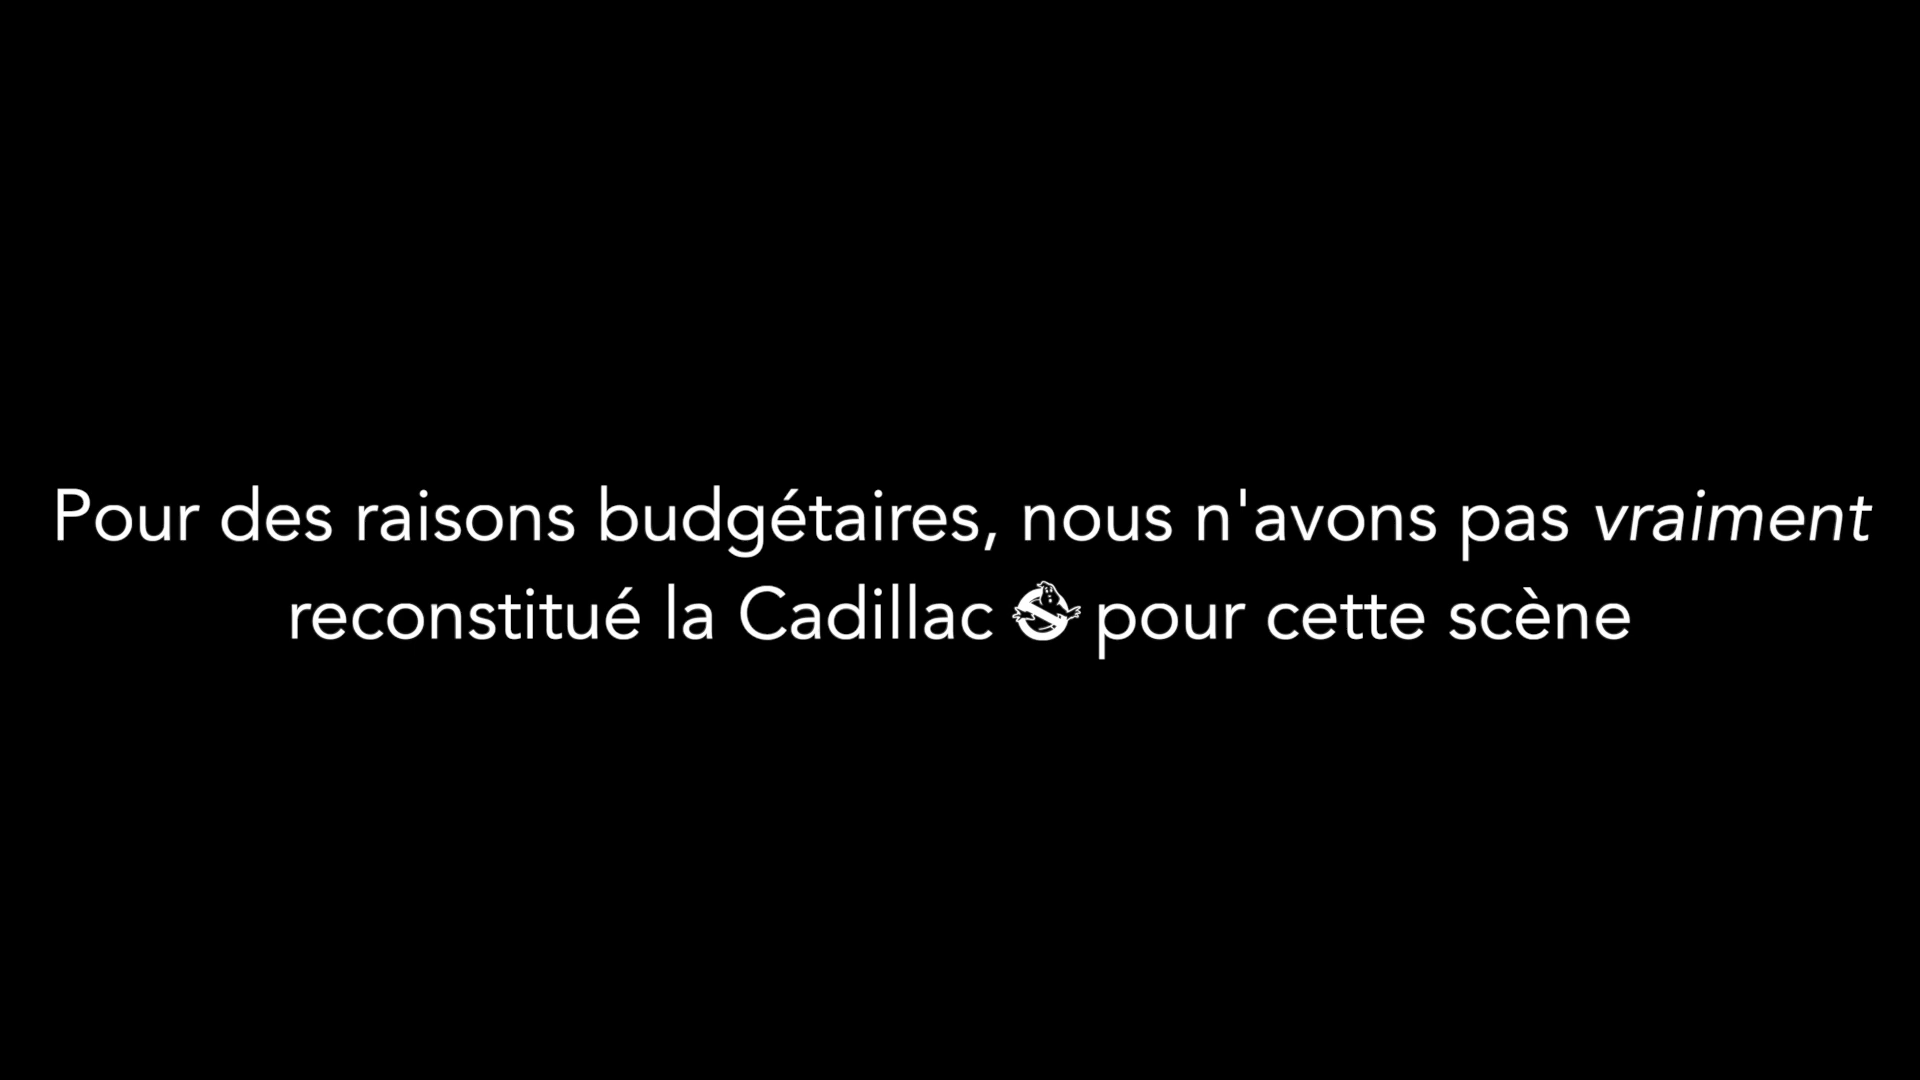 Pour des raisons budgétaires, nous n'avons pas vraiment
reconstitué la Cadillac pour cette scène